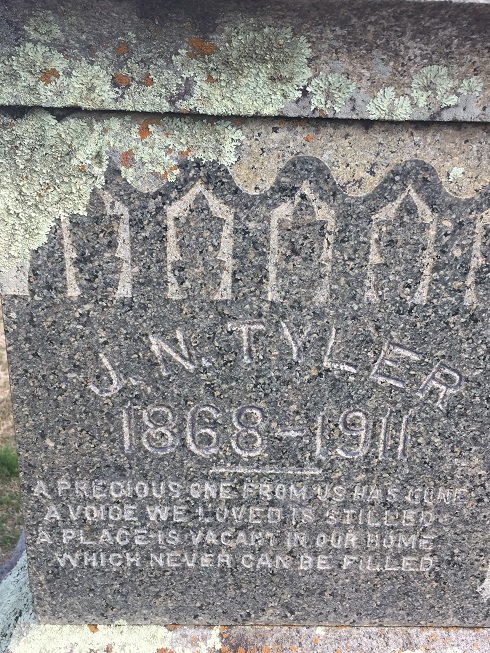 J. N. TYLER
1868-1911
A PRECIOUS ONE FROM US HAS GONE
A VOICE WE LOVED IS STILLED
A PLACE IS VACANT IN OUR HOME
WHICH NEVER CAN BE FILLED